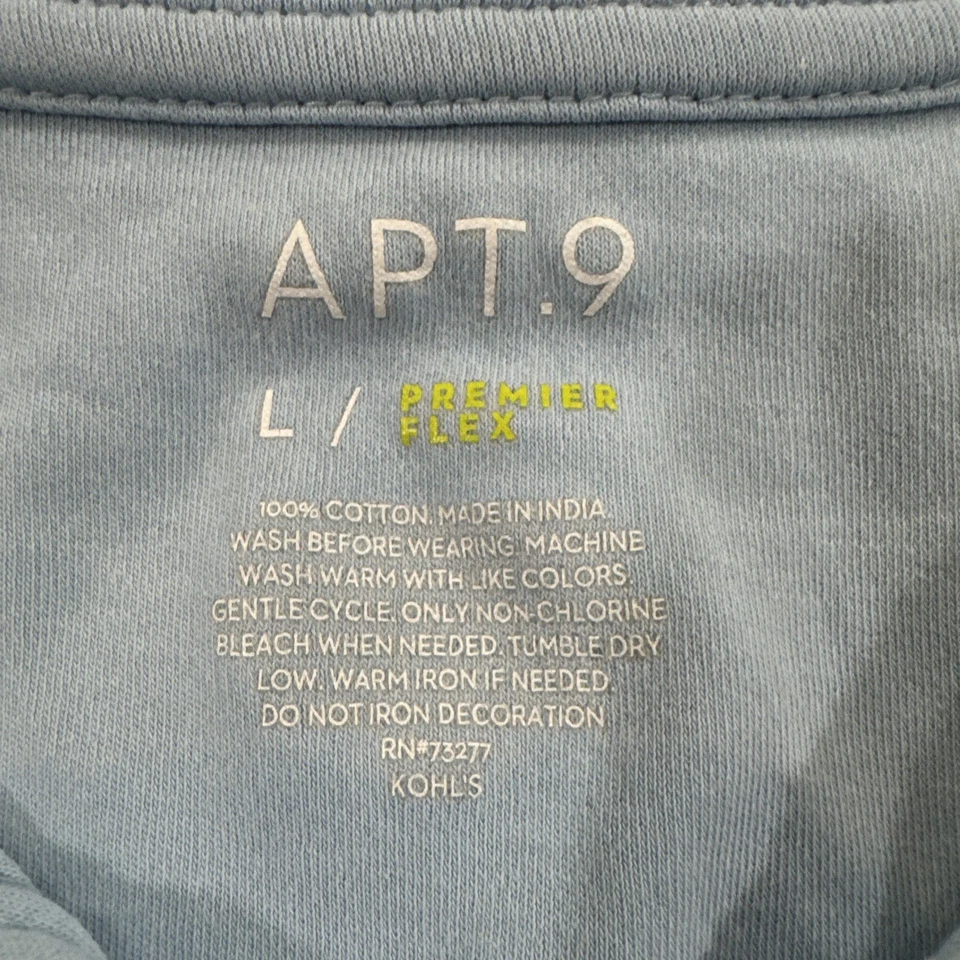 APT.9
L / PREMIER
FLEX
100% COTTON. MADE IN INDIA
WASH BEFORE WEARING. MACHINE
WASH WARM WITH LIKE COLORS.
GENTLE CYCLE. ONLY NON-CHLORINE
BLEACH WHEN NEEDED. TUMBLE DRY
LOW. WARM IRON IF NEEDED.
DO NOT IRON DECORATION
RN#73277
KOHL'S